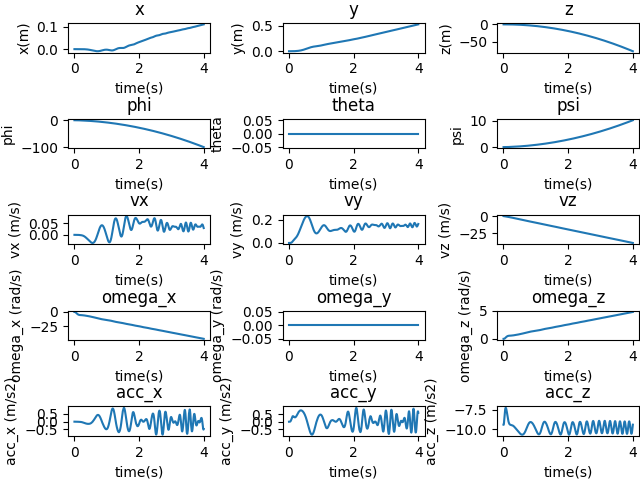 x y z
x(m) 0.1 0.0 y(m) 0.5 0.0 z(m) 0 −50
0 2 4 0 2 4 0 2 4
time(s) time(s) time(s)
phi theta psi
phi 0 −100 theta 0.05 0.00 −0.05 psi 10 0
0 2 4 0 2 4 0 2 4
time(s) time(s) time(s)
vx vy vz
vx (m/s) 0.05 0.00 vy (m/s) 0.2 0.0 vz (m/s) 0 −25
0 2 4 0 2 4 0 2 4
time(s) time(s) time(s)
omega_x omega_y omega_z
omega_x (rad/s) 0 −25 omega_y (rad/s) 0.05 0.00 −0.05 omega_z (rad/s) 5 0
0 2 4 0 2 4 0 2 4
time(s) time(s) time(s)
acc_x acc_y acc_z
acc_x (m/s2) 0.5 0.0 −0.5 acc_y (m/s2) 0.5 0.0 −0.5 acc_z (m/s2) −7.5 −10.0
0 2 4 0 2 4 0 2 4
time(s) time(s) time(s)